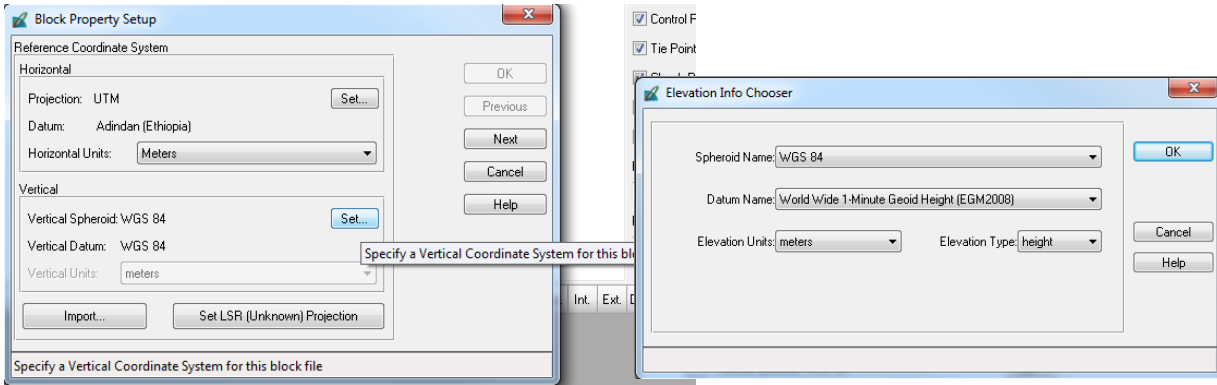 Block Property Setup
Reference Coordinate System
Horizontal
Projection: UTM
Set...
Datum: Adindan (Ethiopia)
Horizontal Units: Meters
Vertical
Vertical Spheroid: WGS 84
Set...
Vertical Datum: WGS 84
Vertical Units: meters
Import...
Set LSR (Unknown) Projection
OK
Previous
Next
Cancel
Help
Specify a Vertical Coordinate System for this block file
Specify a Vertical Coordinate System for this bl
Control P
Tie Point
Int. Ext. D
Elevation Info Chooser
Spheroid Name: WGS 84
Datum Name: World Wide 1-Minute Geoid Height (EGM2008)
Elevation Units: meters
Elevation Type: height
OK
Cancel
Help